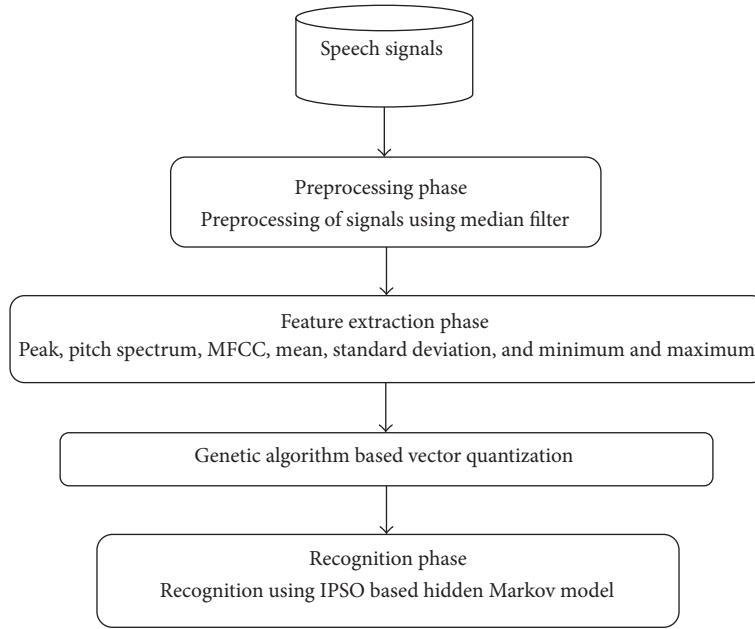 Speech signals
Preprocessing phase
Preprocessing of signals using median filter
Feature extraction phase
Peak, pitch spectrum, MFCC, mean, standard deviation, and minimum and maximum
Genetic algorithm based vector quantization
Recognition phase
Recognition using IPSO based hidden Markov model